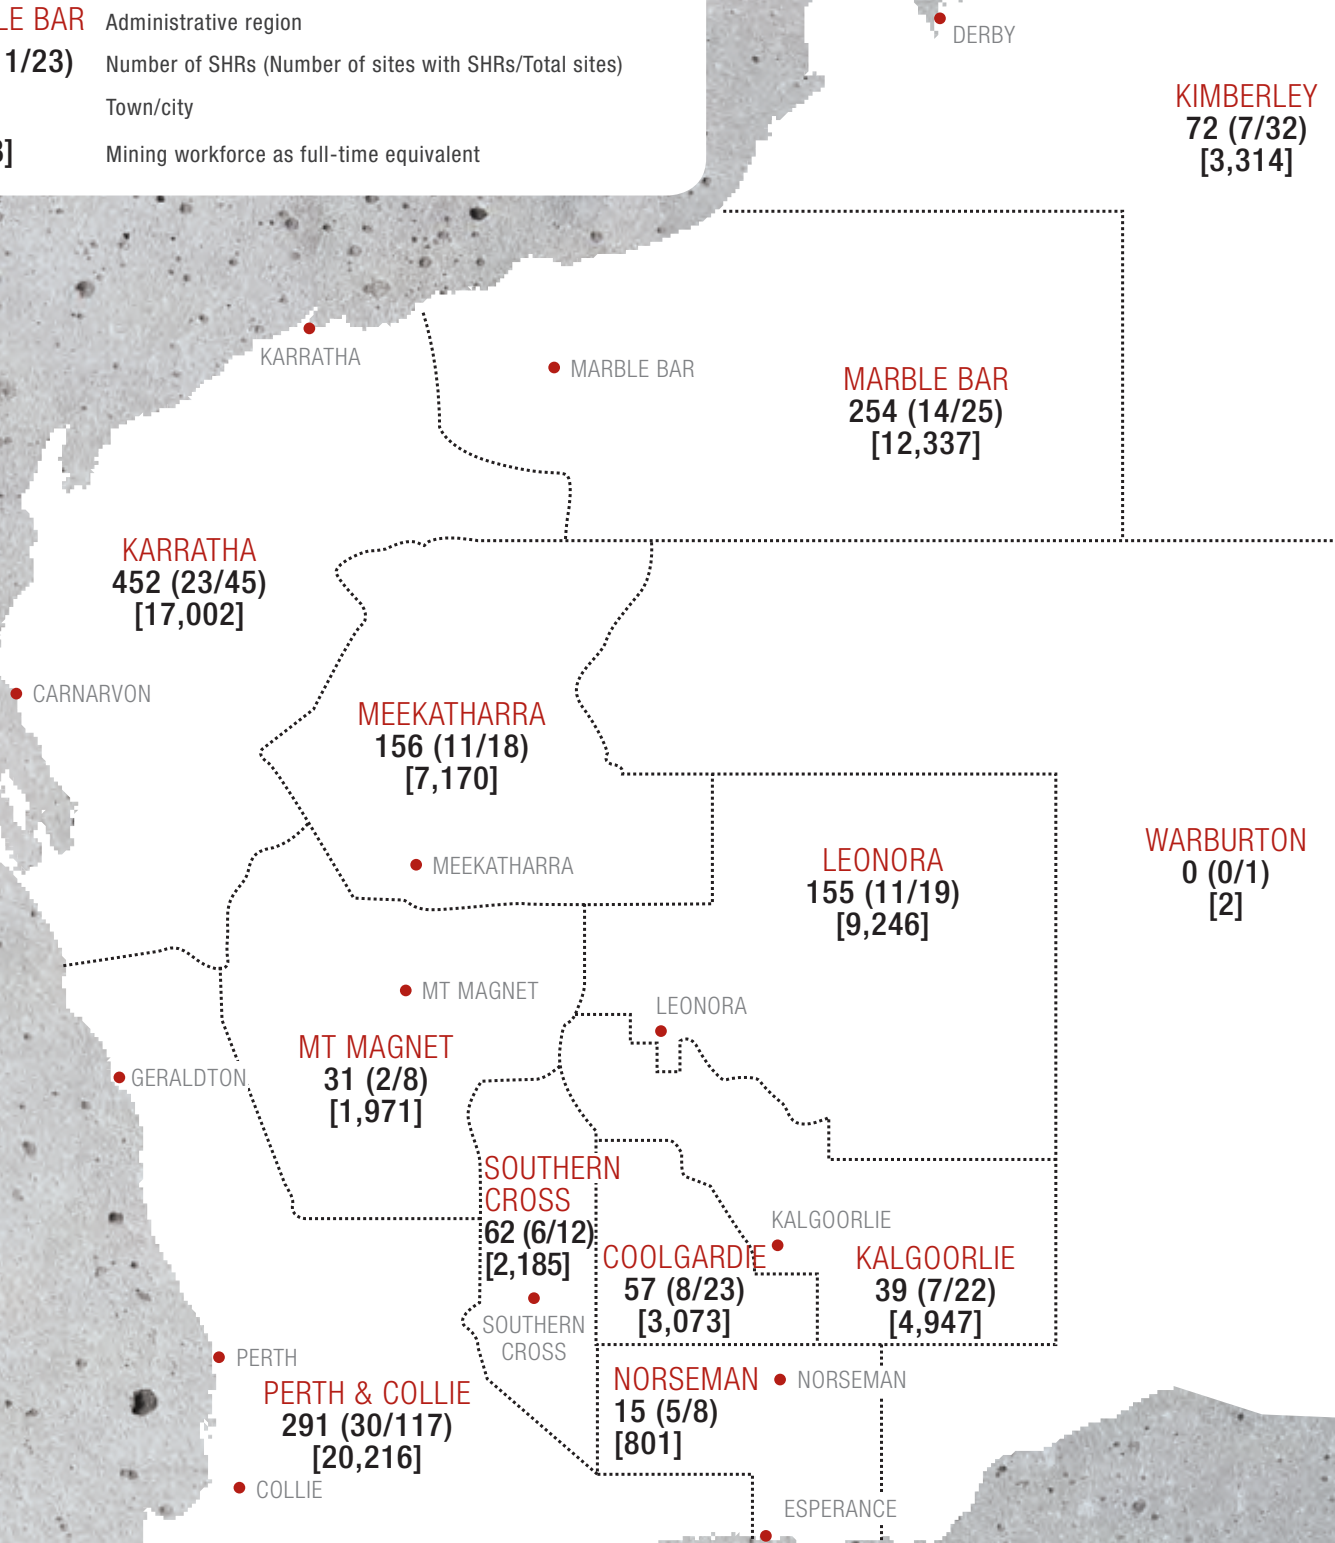 LE BAR Administrative region
1/23) Number of SHRs (Number of sites with SHRs/Total sites)
Town/city
] Mining workforce as full-time equivalent
DERBY
KIMBERLEY
72 (7/32)
[3,314]
KARRATHA
MARBLE BAR
MARBLE BAR
254 (14/25)
[12,337]
KARRATHA
452 (23/45)
[17,002]
CARNARVON
MEEKATHARRA
156 (11/18)
[7,170]
MEEKATHARRA
LEONORA
155 (11/19)
[9,246]
WARBURTON
0 (0/1)
[2]
MT MAGNET
LEONORA
MT MAGNET
31 (2/8)
[1,971]
GERALDTON
SOUTHERN
CROSS
62 (6/12)
[2,185]
SOUTHERN
CROSS
KALGOORLIE
COOLGARDIE
57 (8/23)
[3,073]
KALGOORLIE
39 (7/22)
[4,947]
PERTH
PERTH & COLLIE
291 (30/117)
[20,216]
COLLIE
NORSEMAN
15 (5/8)
[801]
NORSEMAN
ESPERANCE